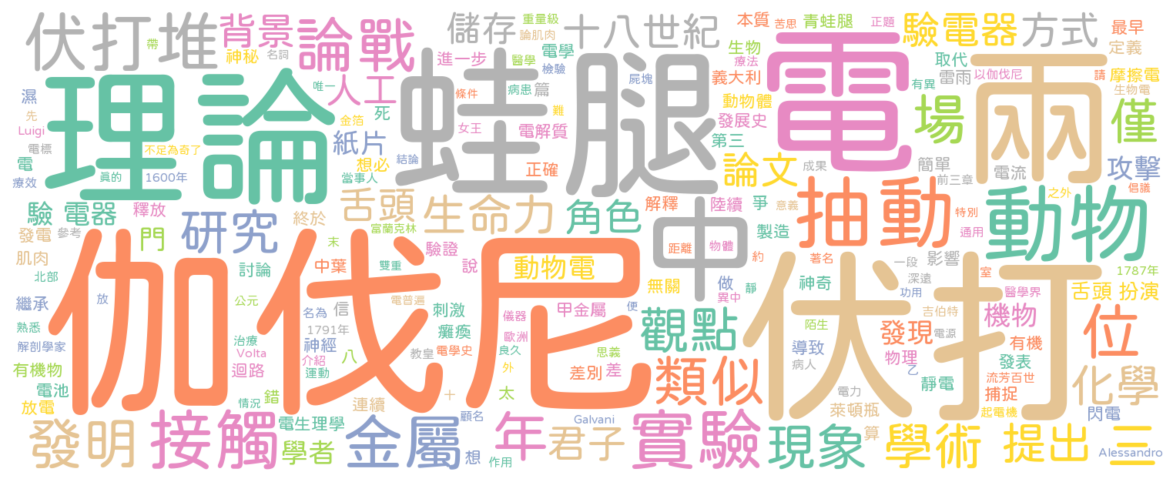 伏打堆 背景 論戰 儲存 重量級 十八世紀 本質 苦思 青蛙腿 正題 驗電器 方式 最早
帶 神秘 名詞 論肌肉 電學 生物 療法 取代 定義
理論 人工 進一步 醫學 檢驗 義大利 雷雨 以伽伐尼 摩擦電
濕 唯一 蛙腿 屍塊 電 有異 兩 請 生物電
先 金箔 死 病患 篇 條件 剃 動物體 場 僅
Luigi 紙片 女王 電解質 發展史
電標 不足為奇了 想必 第三
電 當事人 結論 正確 論文 成果 簡單 電流 攻擊
療效 真的 1600年 前三章 倡議
驗 電器 釋放 舌頭 生命力 角色 解釋 陸續 爭 意義 抽動 特別 動物 之外
發電 參考 門 研究 終於 富蘭克林 中 距離 物體 製造 通用
肌肉 末 驗證 說 約 著名 一段 影響
北部 討論 中葉 雙重 動物電 無關 做 異中 靜 神奇 深遠 室 1787年
繼承 放 伽伐尼 信 電普遍 刺激 儀器 甲金屬 便 醫學界 舌頭 扮演
公元 名為 1791年 癱瘓 歐洲 觀點 伏打 功用 吉伯特 機物 位
熟悉 神經 八 電學史 良久 思義 陌生 發現 電源
解剖學家 治療 Volta 介紹 教皇 外 導致 物理 有機
有機物 迴路 運動 差別 差 類似 病人 乙 發表 流芳百世 化學
電池 情況 錯 十 太 電力 靜電 捕捉
放電 電生理學 連續 顧名 Galvani 萊頓瓶 起電機 閃電
發明 接觸 學者 金屬 想 年 作用 君子 實驗 現象 算 學術 提出 三 Alessandro